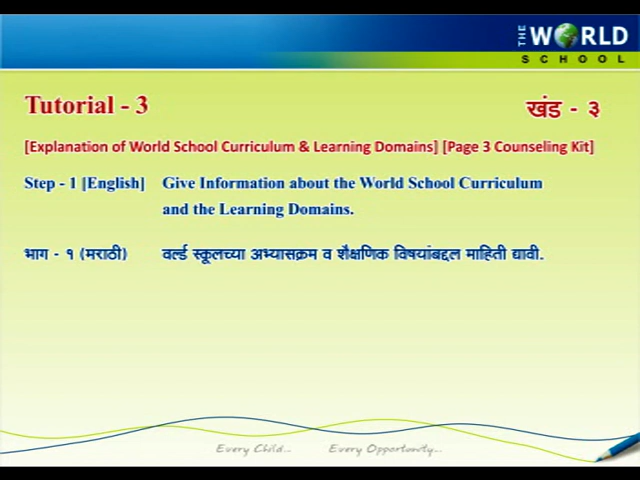 THE WORLD
SCHOOL
Tutorial - 3
खंड - ३
[Explanation of World School Curriculum & Learning Domains] [Page 3 Counseling Kit]
Step - 1 [English] Give Information about the World School Curriculum
and the Learning Domains.
भाग - १ (मराठी) वर्ल्ड स्कूलच्या अभ्यासक्रम व शैक्षणिक विषयांबद्दल माहिती द्यावी.
Every Child... Every Opportunity...